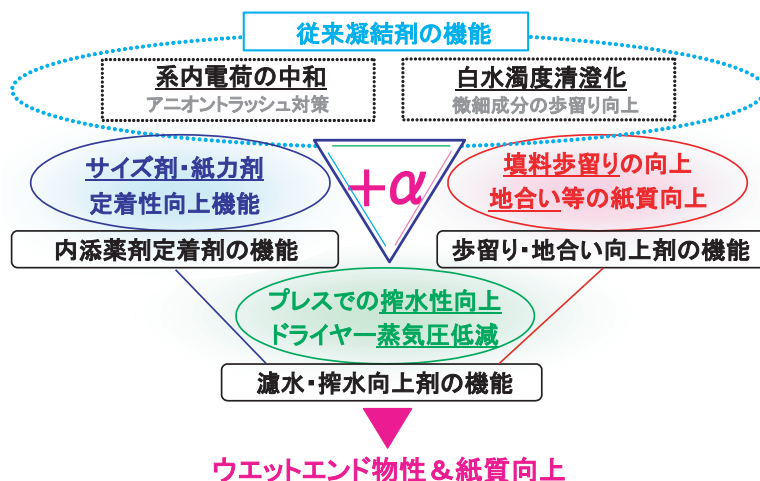 従来凝結剤の機能
系内電荷の中和
アニオントラッシュ対策
白水濁度清澄化
微細成分の歩留り向上
サイズ剤・紙力剤
定着性向上機能
+α
填料歩留りの向上
地合い等の紙質向上
内添薬剤定着剤の機能
歩留り・地合い向上剤の機能
プレスでの搾水性向上
ドライヤー蒸気圧低減
濾水・搾水向上剤の機能
ウエットエンド物性&紙質向上